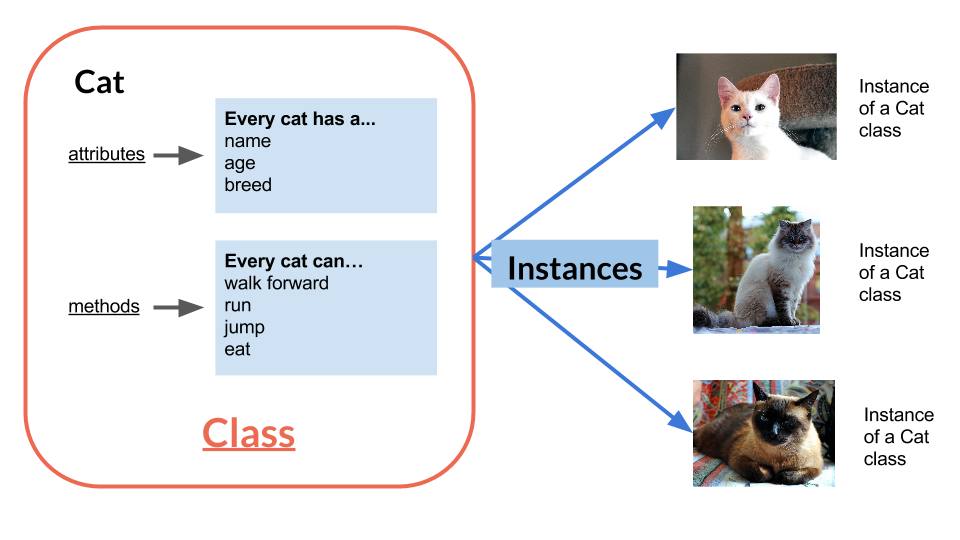 Cat
attributes
Every cat has a...
name
age
breed
methods
Every cat can…
walk forward
run
jump
eat
Class
Instances
Instance
of a Cat
class
Instance
of a Cat
class
Instance
of a Cat
class